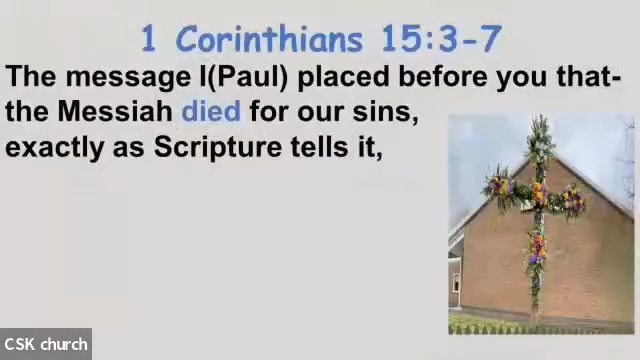 1 Corinthians 15:3-7
The message I(Paul) placed before you that-
the Messiah died for our sins,
exactly as Scripture tells it,
CSK church